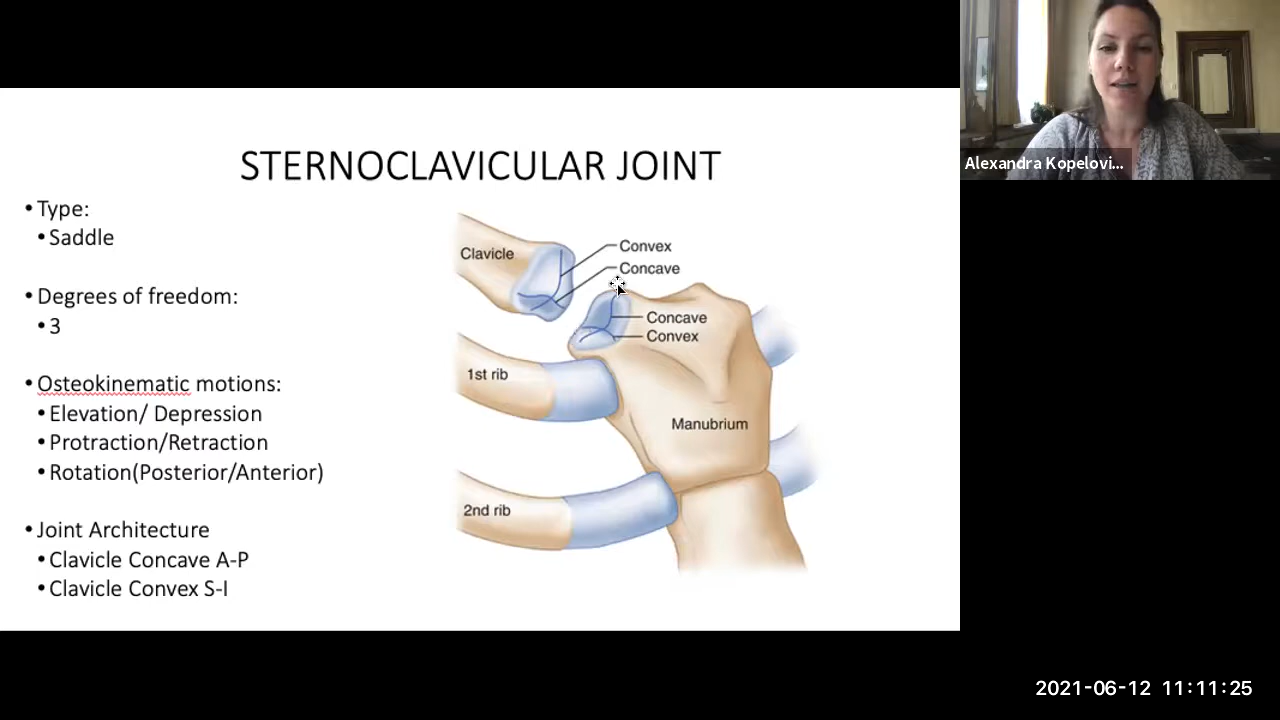 STERNOCLAVICULAR JOINT
• Type:
• Saddle
• Degrees of freedom:
• 3
• Osteokinematic motions:
• Elevation/ Depression
• Protraction/Retraction
• Rotation(Posterior/Anterior)
• Joint Architecture
• Clavicle Concave A-P
• Clavicle Convex S-I
Clavicle
Convex
Concave
Concave
Convex
1st rib
Manubrium
2nd rib
Alexandra Kopelovi...
2021-06-12 11:11:25